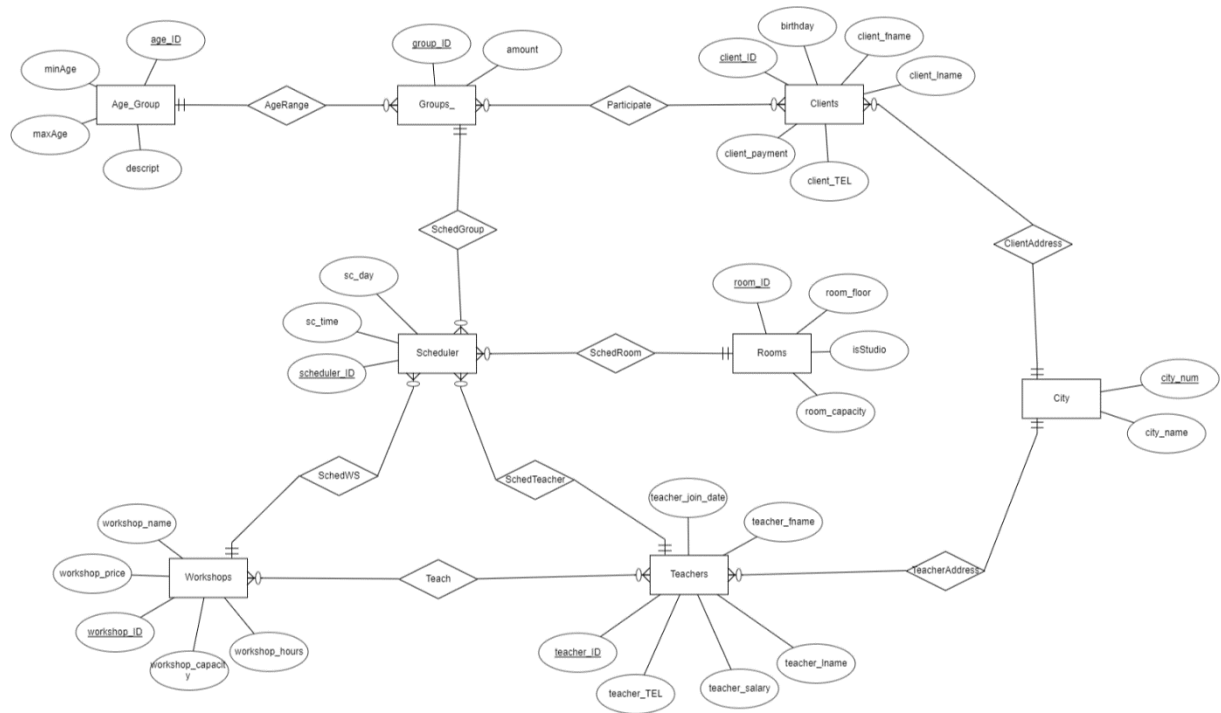 age_ID
minAge
Age_Group
maxAge
descript
AgeRange
group_ID
amount
Groups_
Participate
birthday
client_fname
client_ID
client_lname
Clients
client_payment
client_TEL
SchedGroup
ClientAddress
sc_day
sc_time
Scheduler
scheduler_ID
SchedRoom
room_ID
room_floor
Rooms
isStudio
room_capacity
city_num
City
city_name
SchedWS
SchedTeacher
workshop_name
workshop_price
Workshops
workshop_ID
workshop_capacit
y
workshop_hours
Teach
teacher_join_date
teacher_fname
Teachers
TeacherAddress
teacher_ID
teacher_TEL
teacher_salary
teacher_lname